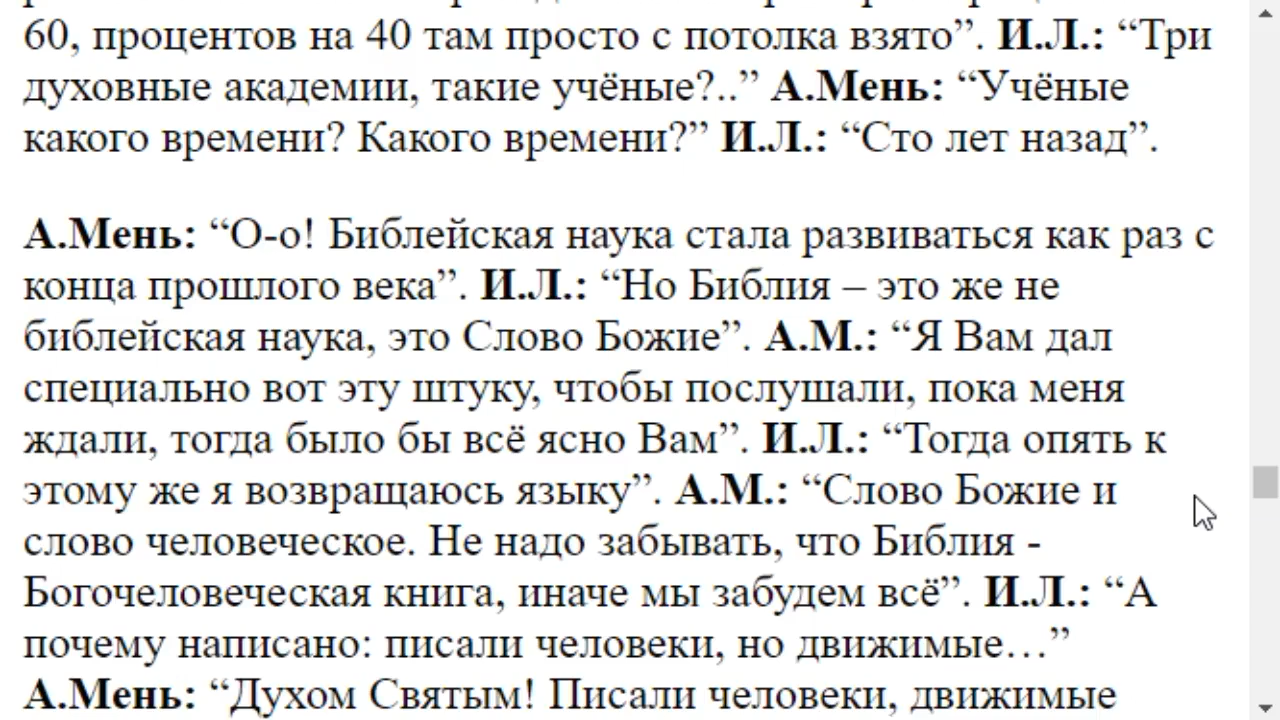 60, процентов на 40 там просто с потолка взято”. И.Л.: “Три
духовные академии, такие учёные?..” А.Мень: “Учёные
какого времени? Какого времени?” И.Л.: “Сто лет назад”.
А.Мень: “О-о! Библейская наука стала развиваться как раз с
конца прошлого века”. И.Л.: “Но Библия – это же не
библейская наука, это Слово Божие”. А.М.: “Я Вам дал
специально вот эту штуку, чтобы послушали, пока меня
ждали, тогда было бы всё ясно Вам”. И.Л.: “Тогда опять к
этому же я возвращаюсь языку”. А.М.: “Слово Божие и
слово человеческое. Не надо забывать, что Библия -
Богочеловеческая книга, иначе мы забудем всё”. И.Л.: “А
почему написано: писали человеки, но движимые…”
А.Мень: “Духом Святым! Писали человеки, движимые